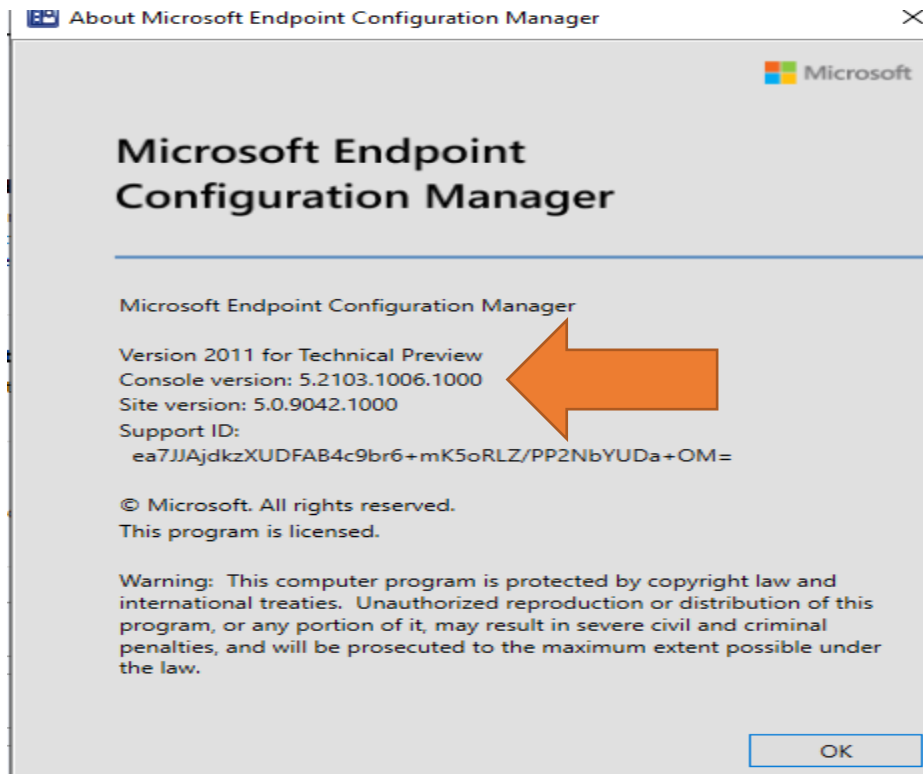 About Microsoft Endpoint Configuration Manager
Microsoft
Microsoft Endpoint
Configuration Manager
Microsoft Endpoint Configuration Manager
Version 2011 for Technical Preview
Console version: 5.2103.1006.1000
Site version: 5.0.9042.1000
Support ID:
ea7JJAjdkzXUDFAB4c9br6+mK5oRLZ/PP2NbYUDa+OM=
© Microsoft. All rights reserved.
This program is licensed.
Warning: This computer program is protected by copyright law and
international treaties. Unauthorized reproduction or distribution of this
program, or any portion of it, may result in severe civil and criminal
penalties, and will be prosecuted to the maximum extent possible under
the law.
OK